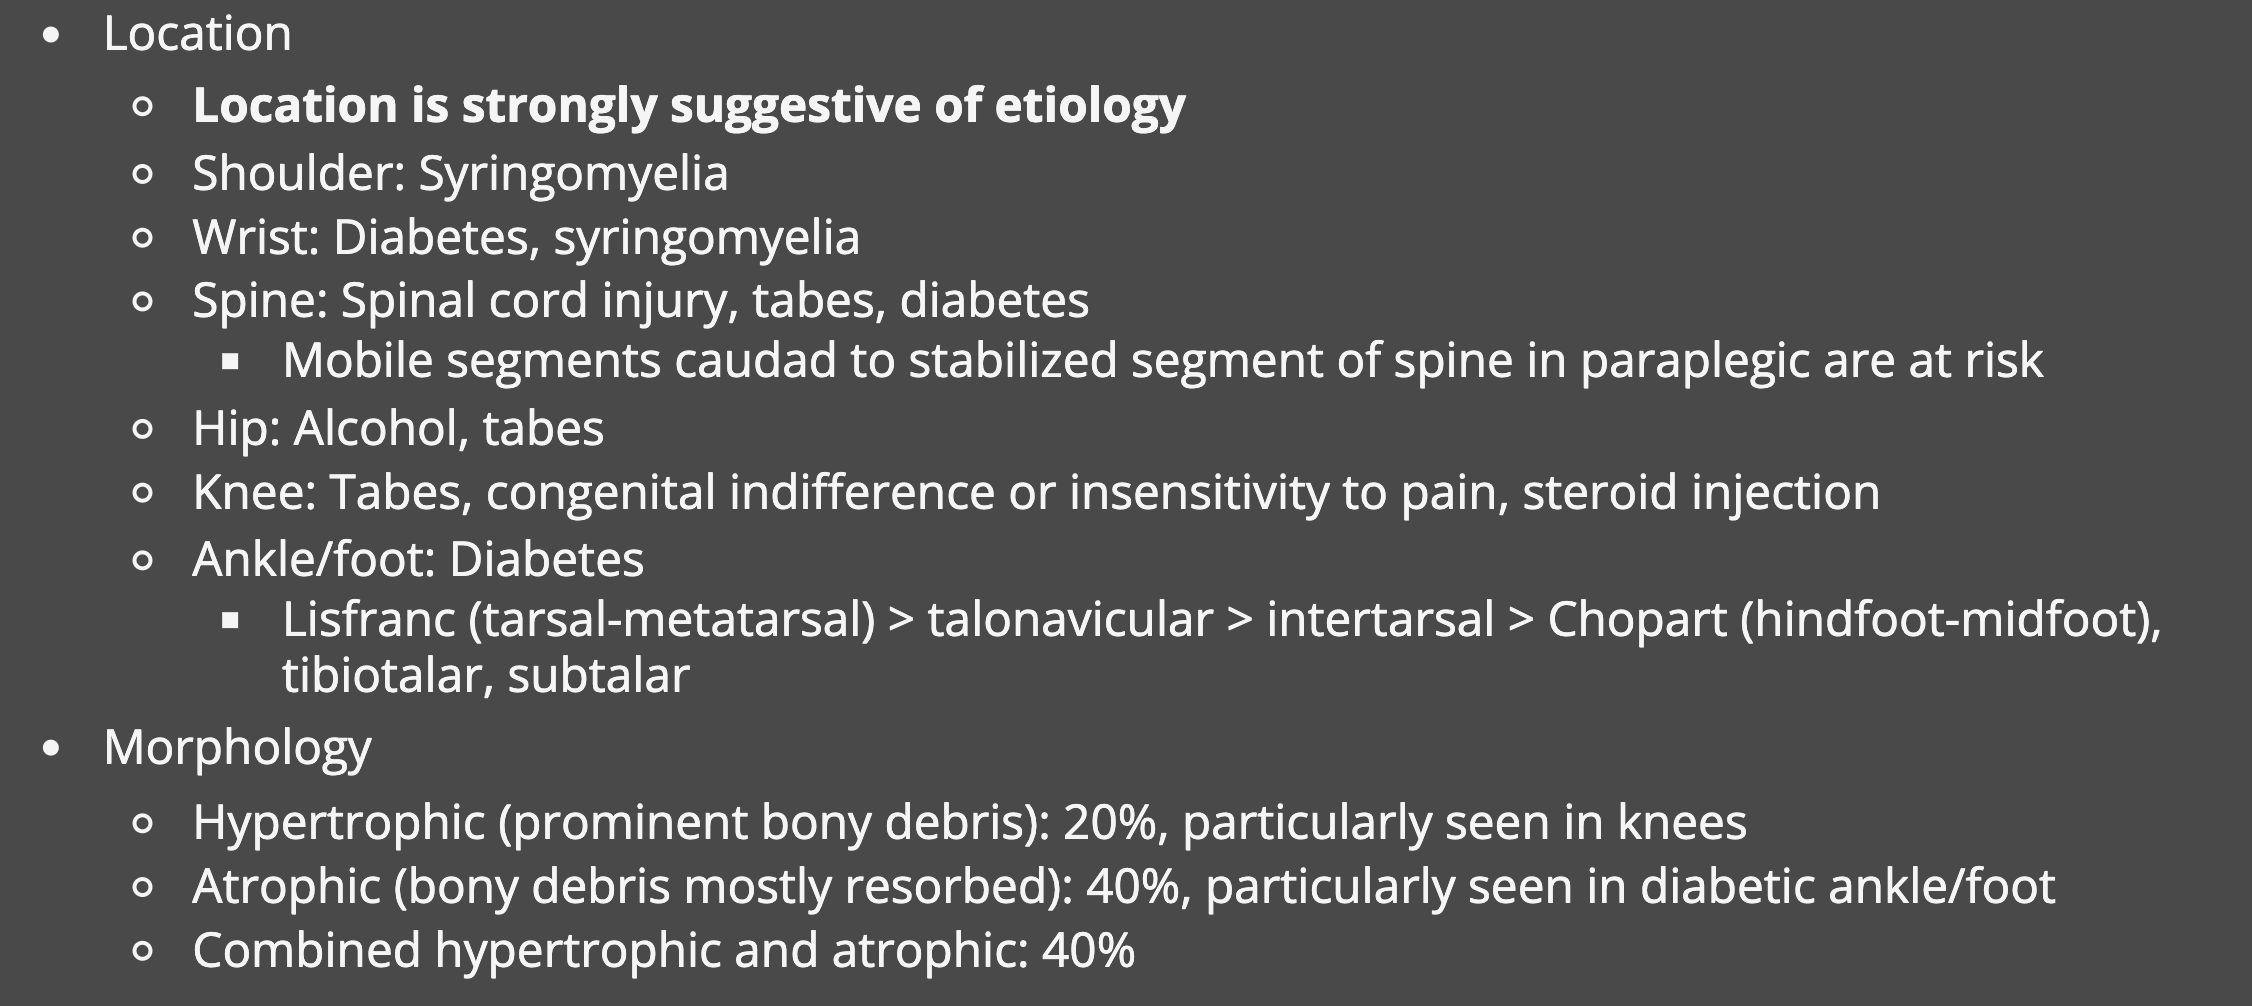 • Location
○ Location is strongly suggestive of etiology
○ Shoulder: Syringomyelia
○ Wrist: Diabetes, syringomyelia
○ Spine: Spinal cord injury, tabes, diabetes
▪ Mobile segments caudad to stabilized segment of spine in paraplegic are at risk
○ Hip: Alcohol, tabes
○ Knee: Tabes, congenital indifference or insensitivity to pain, steroid injection
○ Ankle/foot: Diabetes
▪ Lisfranc (tarsal-metatarsal) > talonavicular > intertarsal > Chopart (hindfoot-midfoot),
tibiotalar, subtalar
• Morphology
○ Hypertrophic (prominent bony debris): 20%, particularly seen in knees
○ Atrophic (bony debris mostly resorbed): 40%, particularly seen in diabetic ankle/foot
○ Combined hypertrophic and atrophic: 40%